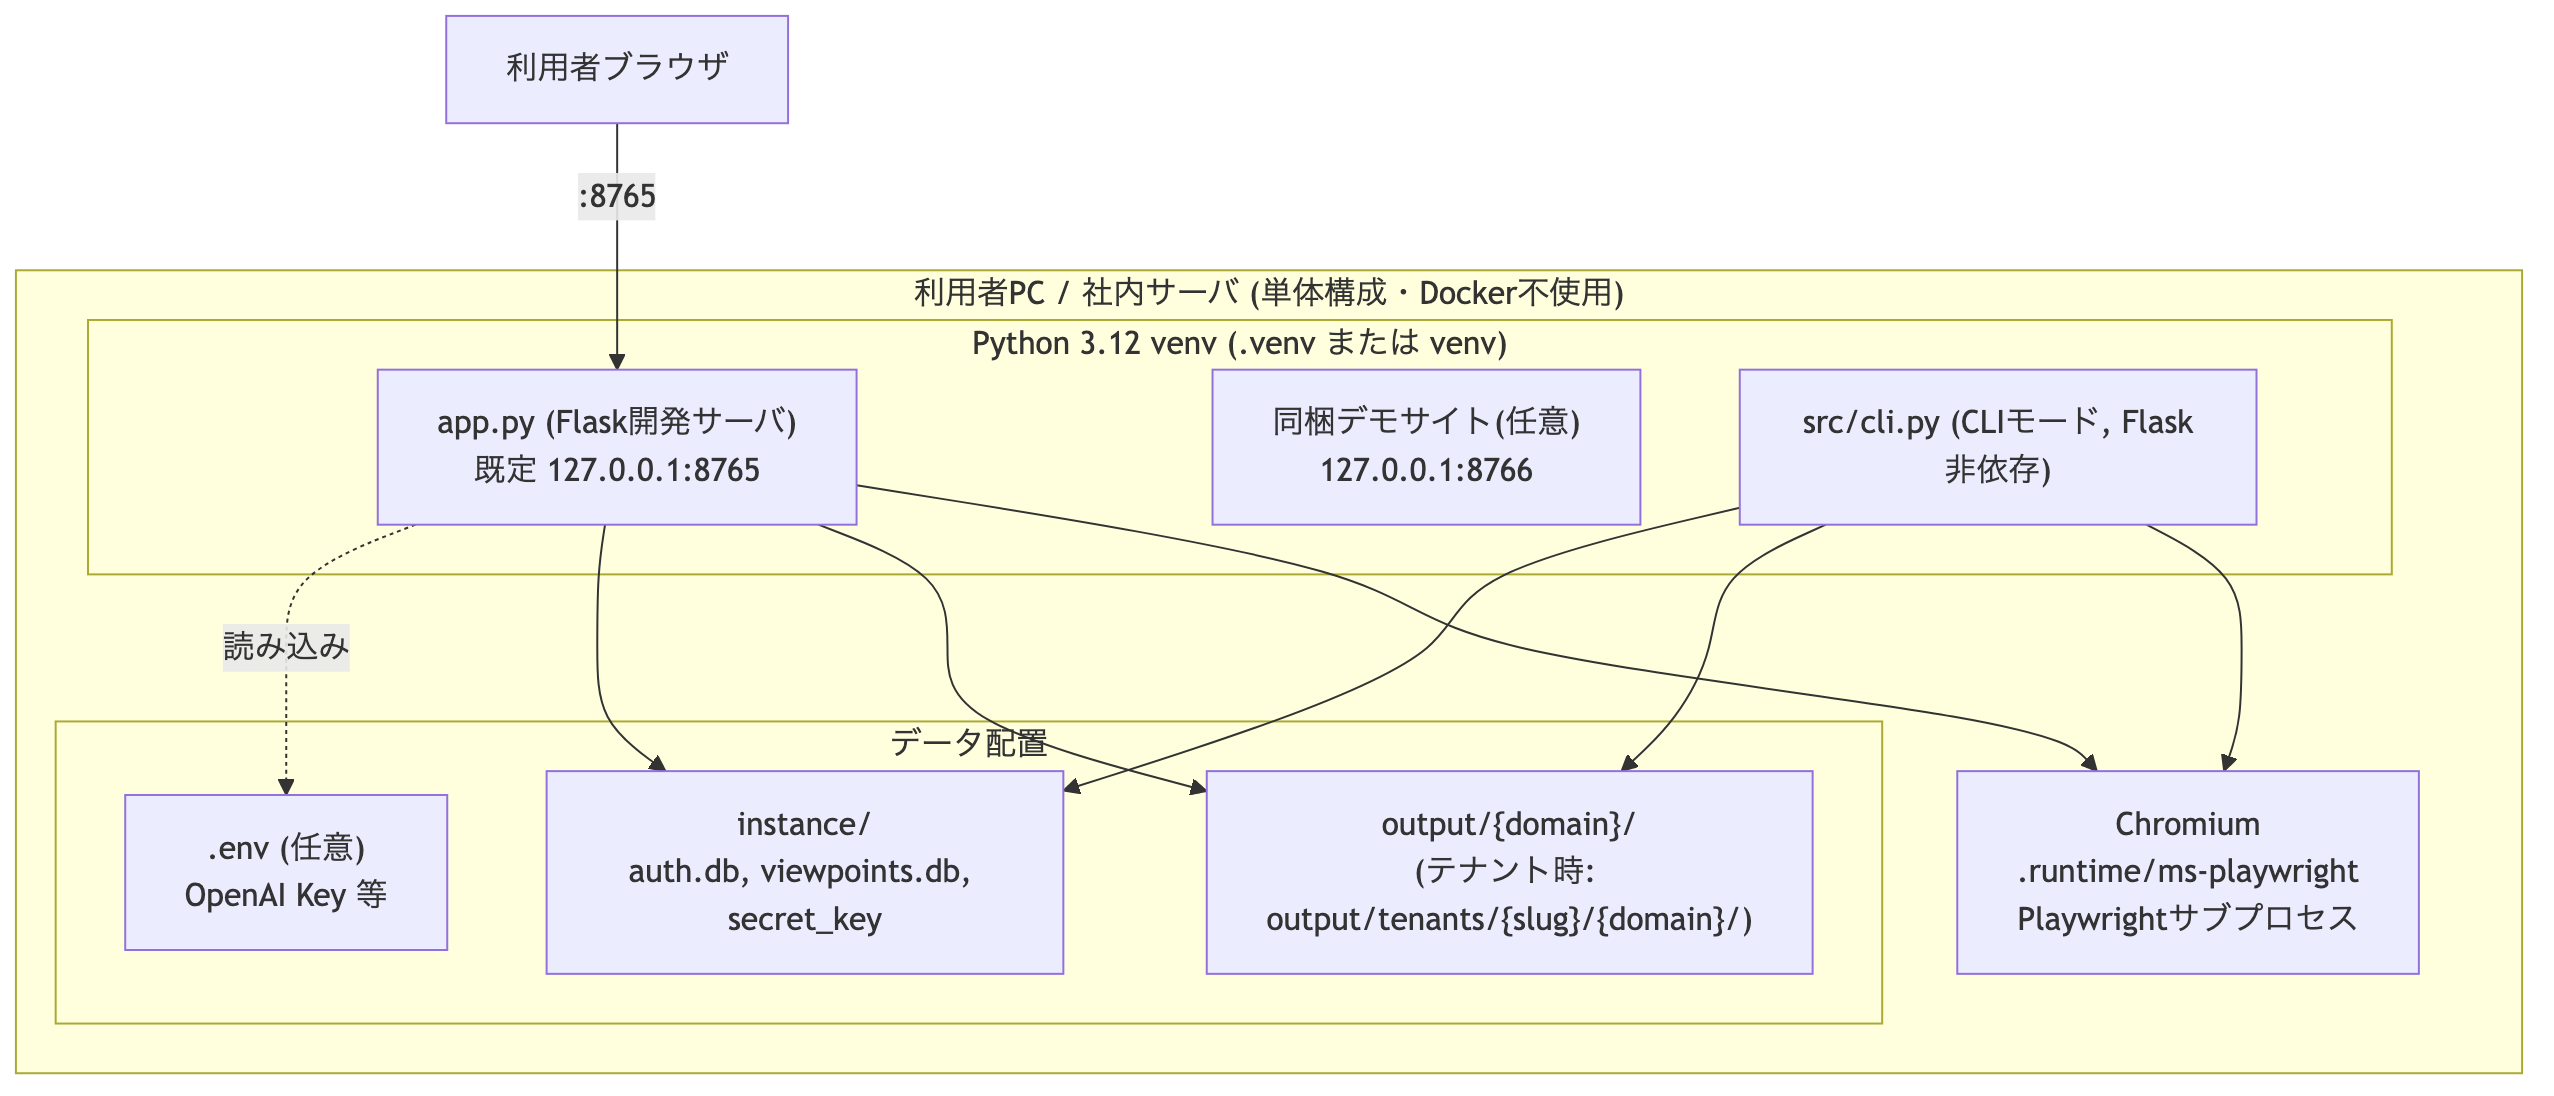 利用者ブラウザ
:8765
利用者PC / 社内サーバ (単体構成・Docker不使用)
Python 3.12 venv (.venv または venv)
app.py (Flask開発サーバ)
既定 127.0.0.1:8765
同梱デモサイト(任意)
127.0.0.1:8766
src/cli.py (CLIモード, Flask
非依存)
読み込み
データ配置
.env (任意)
OpenAI Key 等
instance/
auth.db, viewpoints.db,
secret_key
output/{domain}/
(テナント時:
output/tenants/{slug}/{domain}/)
Chromium
.runtime/ms-playwright
Playwrightサブプロセス